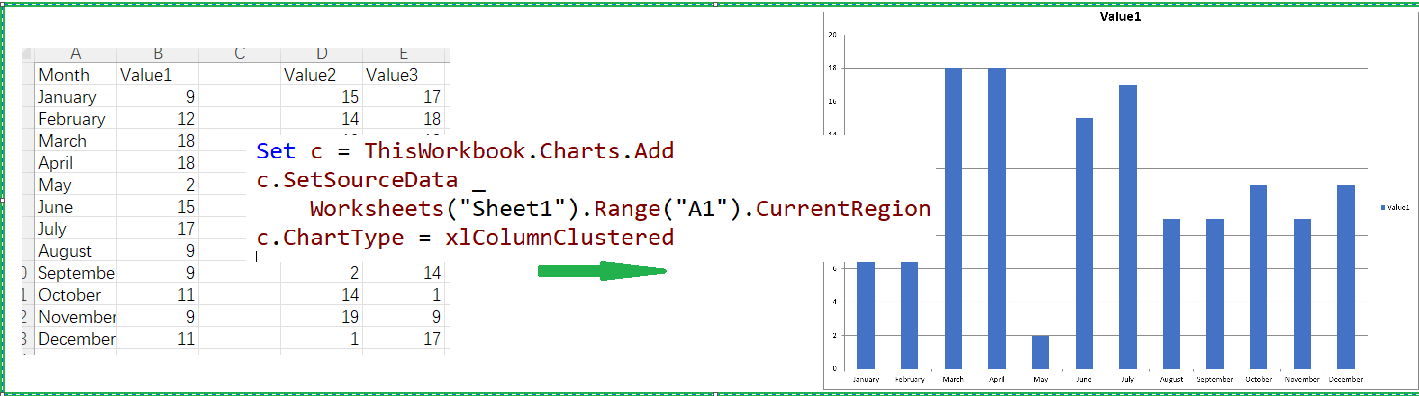 A B C D E
Month Value1 Value2 Value3
January 9 15 17
February 12 14 18
March 18
April 18
May 2
June 15
July 17
August 9
Septembe 9 2 14
October 11 14 1
November 9 19 9
December 11 1 17
Set c = ThisWorkbook.Charts.Add
c.SetSourceData _
Worksheets("Sheet1").Range("A1").CurrentRegion
c.ChartType = xlColumnClustered
Value1
20
18
16
14
6
4
2
0
January February March April May June July August September October November December
Value1